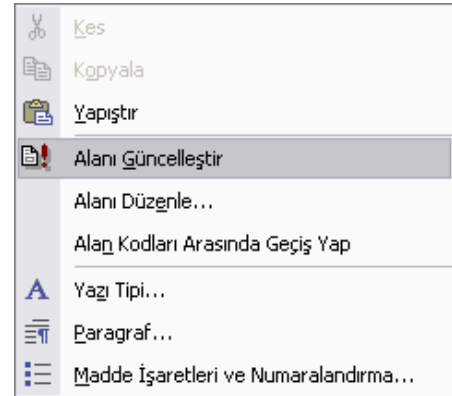 Kes
Kopyala
Yapıştır
Alanı Güncelleştir
Alanı Düzenle...
Alan Kodları Arasında Geçiş Yap
Yazı Tipi...
Paragraf...
Madde İşaretleri ve Numaralandırma...